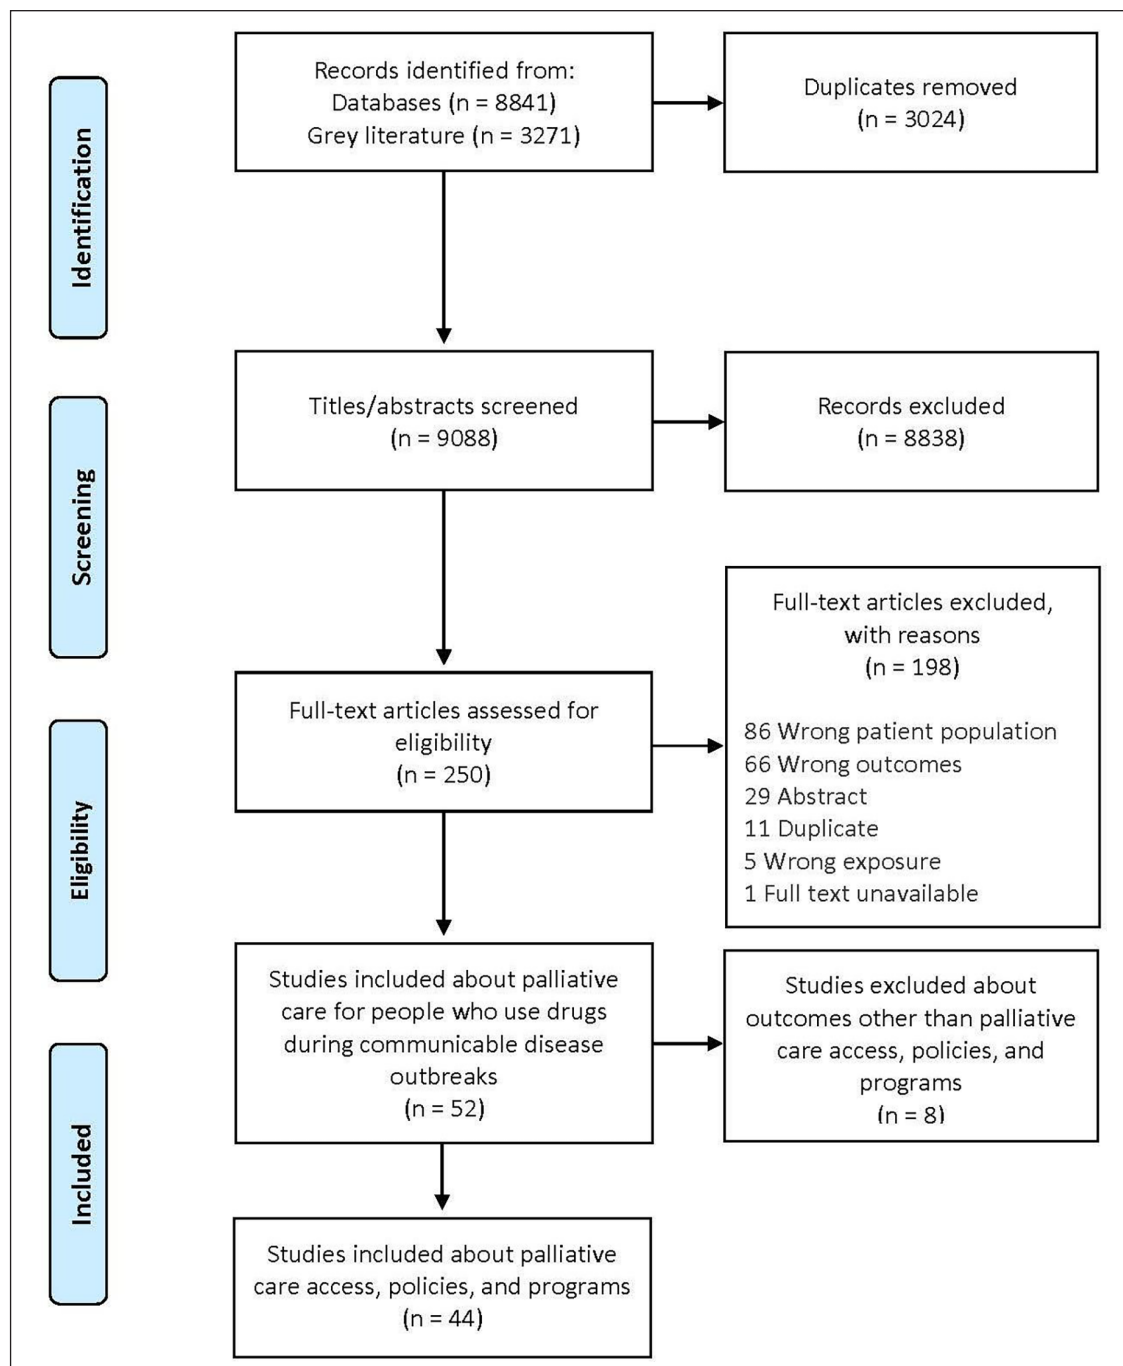 Identification
Records identified from:
Databases (n = 8841)
Grey literature (n = 3271)
Duplicates removed
(n = 3024)
Screening
Titles/abstracts screened
(n = 9088)
Records excluded
(n = 8838)
Eligibility
Full-text articles assessed for
eligibility
(n = 250)
Full-text articles excluded,
with reasons
(n = 198)
86 Wrong patient population
66 Wrong outcomes
29 Abstract
11 Duplicate
5 Wrong exposure
1 Full text unavailable
Included
Studies included about palliative
care for people who use drugs
during communicable disease
outbreaks
(n = 52)
Studies excluded about
outcomes other than palliative
care access, policies, and
programs
(n = 8)
Studies included about palliative
care access, policies, and programs
(n = 44)